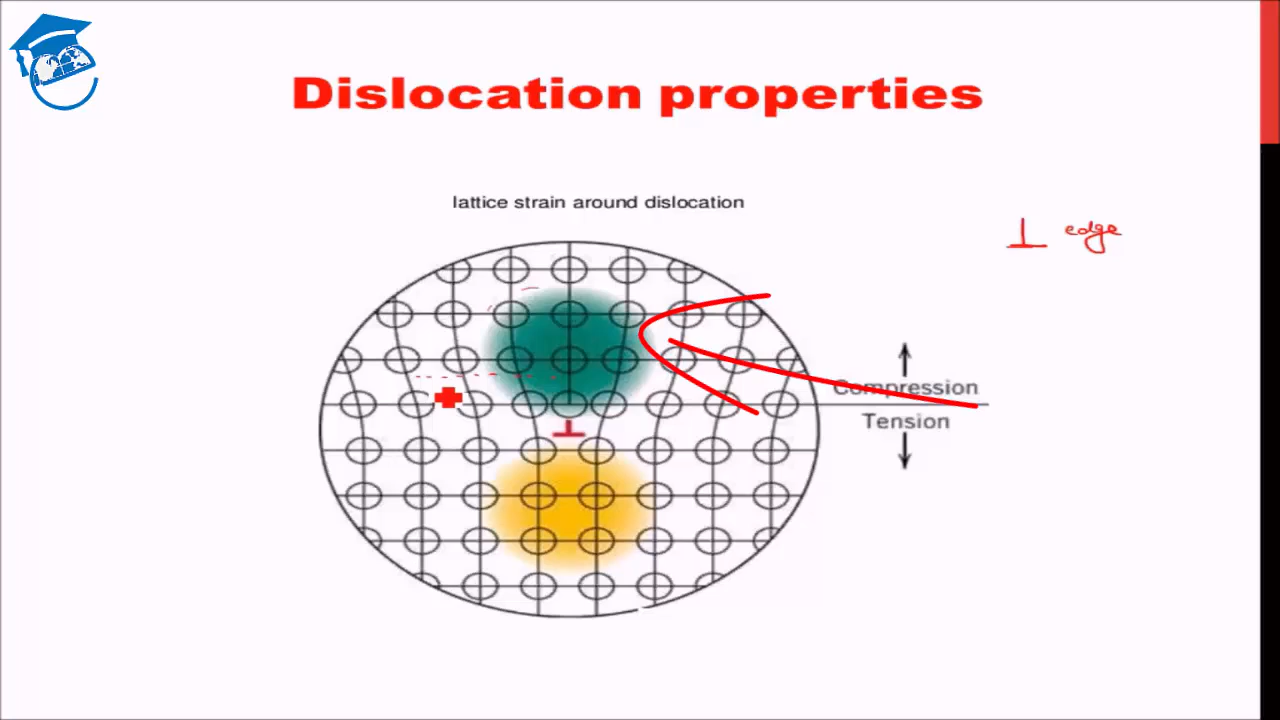 Dislocation properties
lattice strain around dislocation
⊥ edge
Compression
Tension
⊥